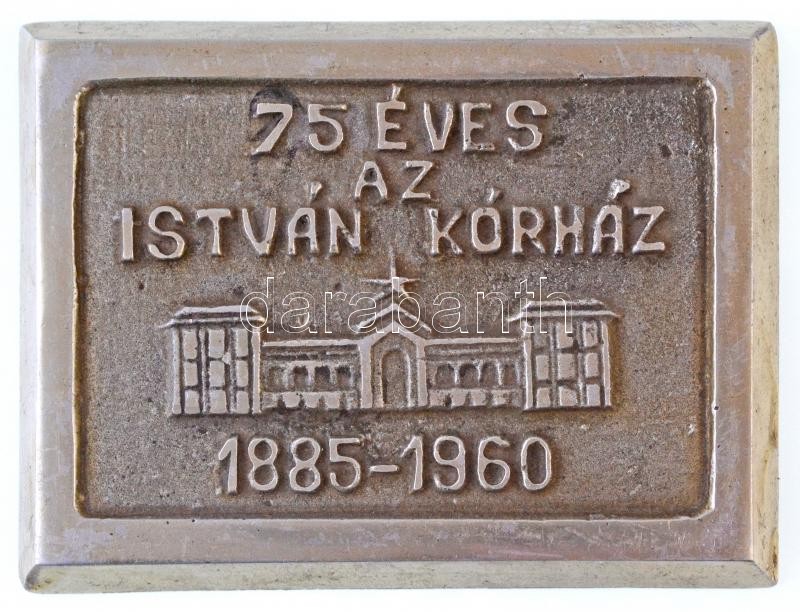 75 ÉVES
AZ
ISTVÁN KÓRHÁZ
darabanth
1885-1960